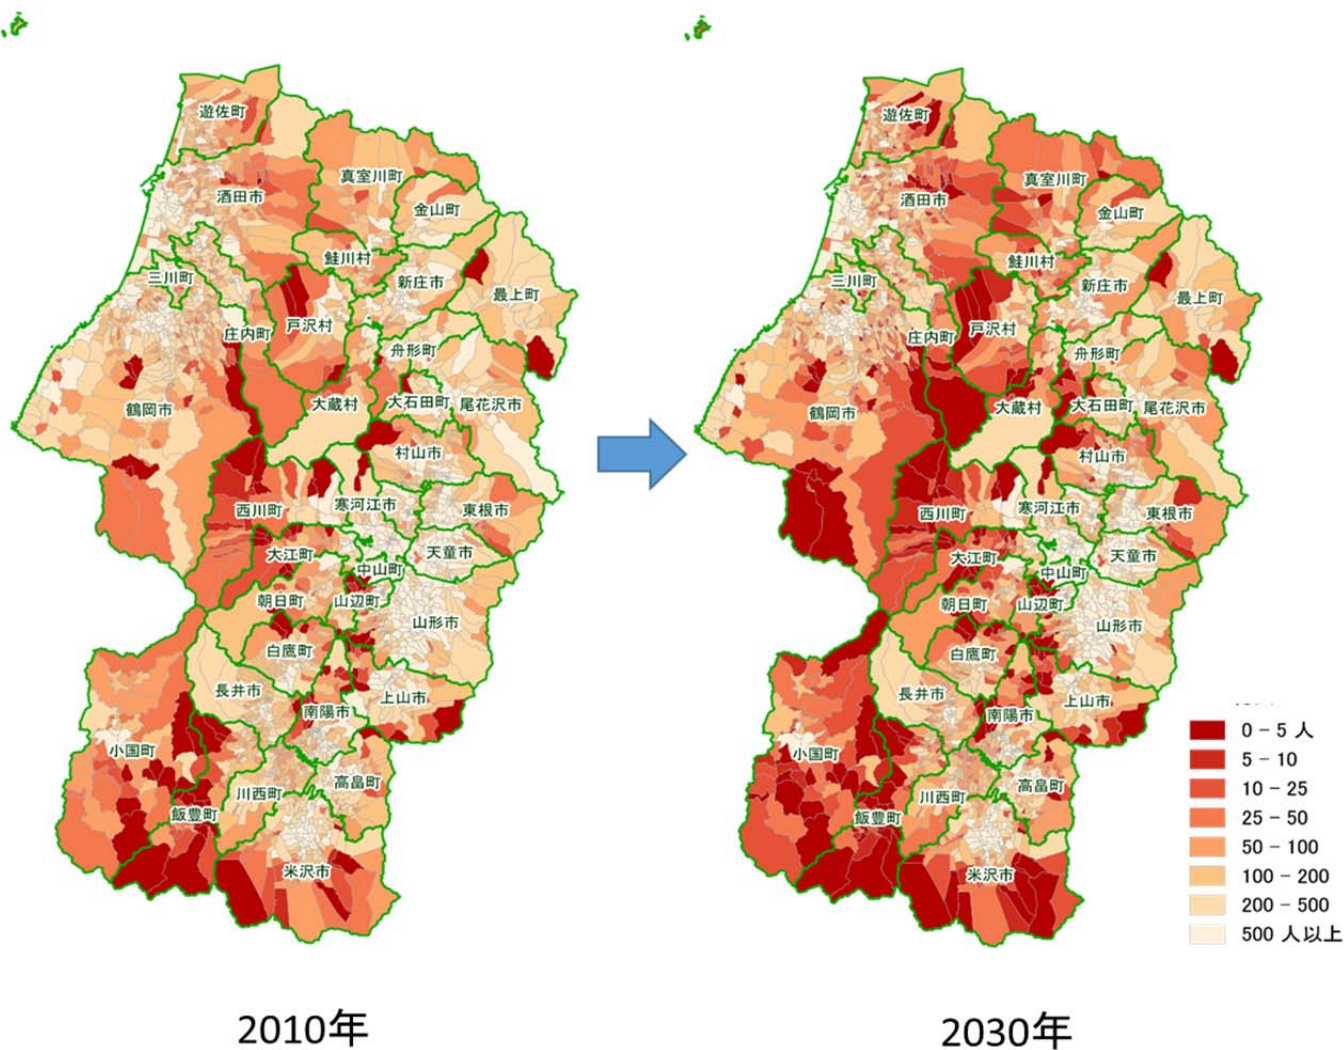 遊佐町
酒田市
真室川町
金山町
鮭川村
三川町
新庄市
最上町
庄内町
戸沢村
舟形町
鶴岡市
大蔵村
大石田町
尾花沢市
村山市
西川町
寒河江市
東根市
大江町
天童市
中山町
朝日町
山辺町
山形市
白鷹町
長井市
上山市
南陽市
小国町
高畠町
川西町
飯豊町
米沢市
遊佐町
酒田市
真室川町
金山町
鮭川村
三川町
新庄市
最上町
庄内町
戸沢村
舟形町
鶴岡市
大蔵村
大石田町
尾花沢市
村山市
西川町
寒河江市
東根市
大江町
天童市
中山町
朝日町
山辺町
山形市
白鷹町
長井市
上山市
南陽市
小国町
高畠町
川西町
飯豊町
米沢市
0 - 5 人
5 - 10
10 - 25
25 - 50
50 - 100
100 - 200
200 - 500
500 人以上
2010年
2030年